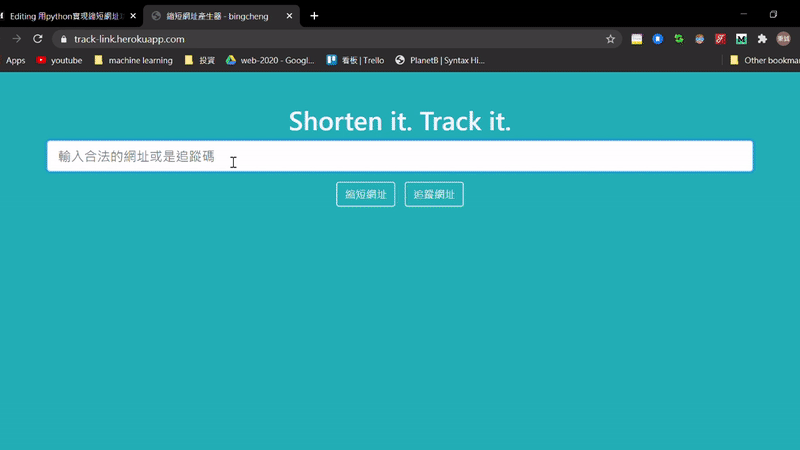 Editing 用python實現縮短網址
縮短網址產生器 - bingcheng
track-link.herokuapp.com
Apps
youtube
machine learning
投資
web-2020 - Googl...
看板 | Trello
PlanetB | Syntax Hi...
Other bookmar
Shorten it. Track it.
輸入合法的網址或是追蹤碼
縮短網址
追蹤網址